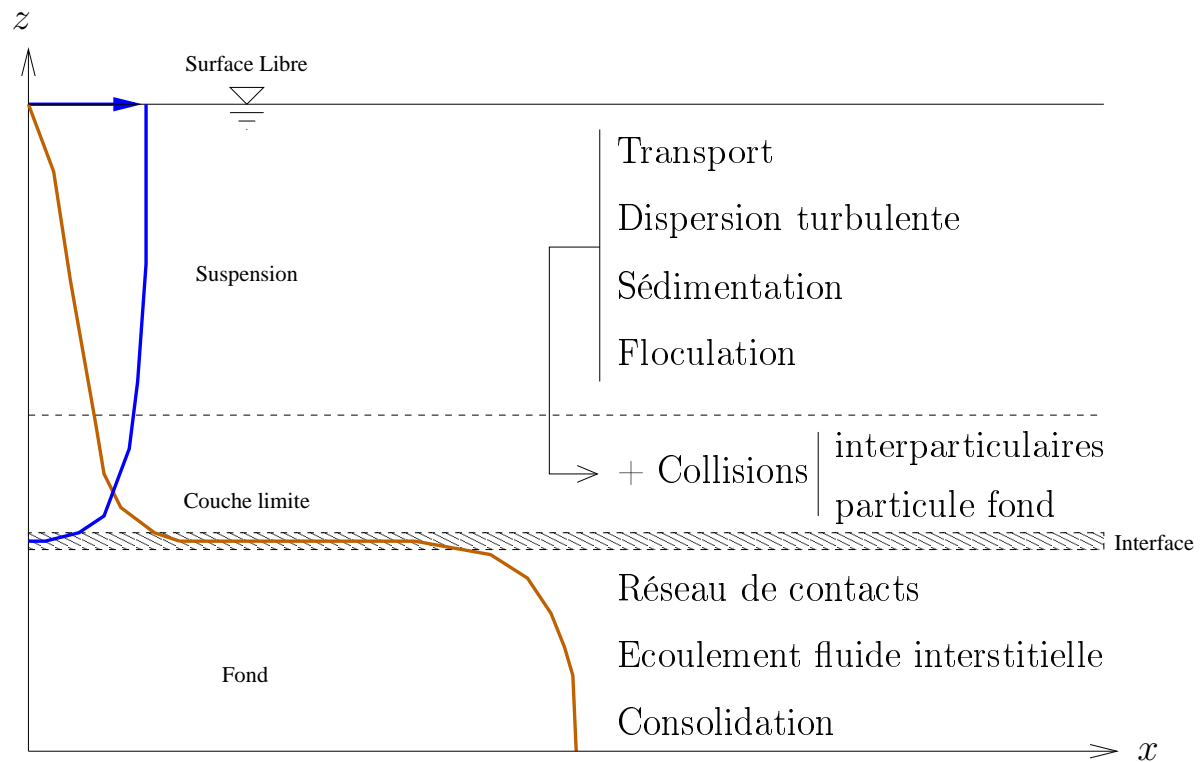 z
Surface Libre
Transport
Dispersion turbulente
Suspension
Sédimentation
Floculation
+ Collisions
interparticulaires
particule fond
Couche limite
Interface
Réseau de contacts
Ecoulement fluide interstitielle
Fond
Consolidation
x